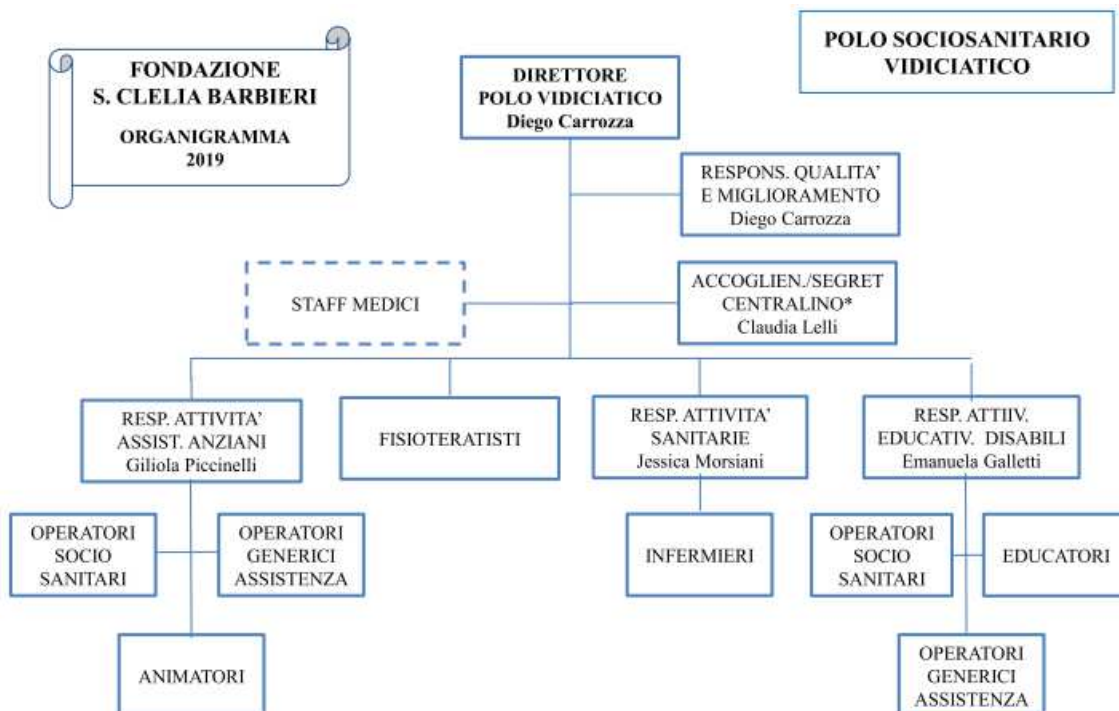 FONDAZIONE
S. CLELIA BARBIERI
ORGANIGRAMMA
2019
POLO SOCIOSANITARIO
VIDICIATICO
DIRETTORE
POLO VIDICIATICO
Diego Carrozza
RESPONS. QUALITA’
E MIGLIORAMENTO
Diego Carrozza
STAFF MEDICI
ACCOGLIEN./SEGRET
CENTRALINO*
Claudia Lelli
RESP. ATTIVITA’
ASSIST. ANZIANI
Giliola Piccinelli
FISIOTERATISTI
RESP. ATTIVITA’
SANITARIE
Jessica Morsiani
RESP. ATTIIV.
EDUCATIV. DISABILI
Emanuela Galletti
OPERATORI
SOCIO
SANITARI
OPERATORI
GENERICI
ASSISTENZA
INFERMIERI
OPERATORI
SOCIO
SANITARI
EDUCATORI
ANIMATORI
OPERATORI
GENERICI
ASSISTENZA